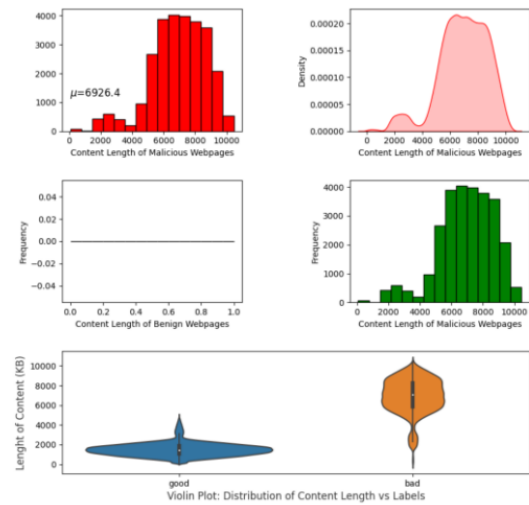 4000
3000
2000
1000
0
μ=6926.4
0 2000 4000 6000 8000 10000
Content Length of Malicious Webpages
Density
0.00020
0.00015
0.00010
0.00005
0.00000
0 2000 4000 6000 8000 10000
Content Length of Malicious Webpages
Frequency
0.04
0.02
0.00
−0.02
−0.04
0.0 0.2 0.4 0.6 0.8 1.0
Content Length of Benign Webpages
Frequency
4000
3000
2000
1000
0
0 2000 4000 6000 8000 10000
Content Length of Malicious Webpages
Lenght of Content (KB)
10000
8000
6000
4000
2000
0
good bad
Violin Plot: Distribution of Content Length vs Labels